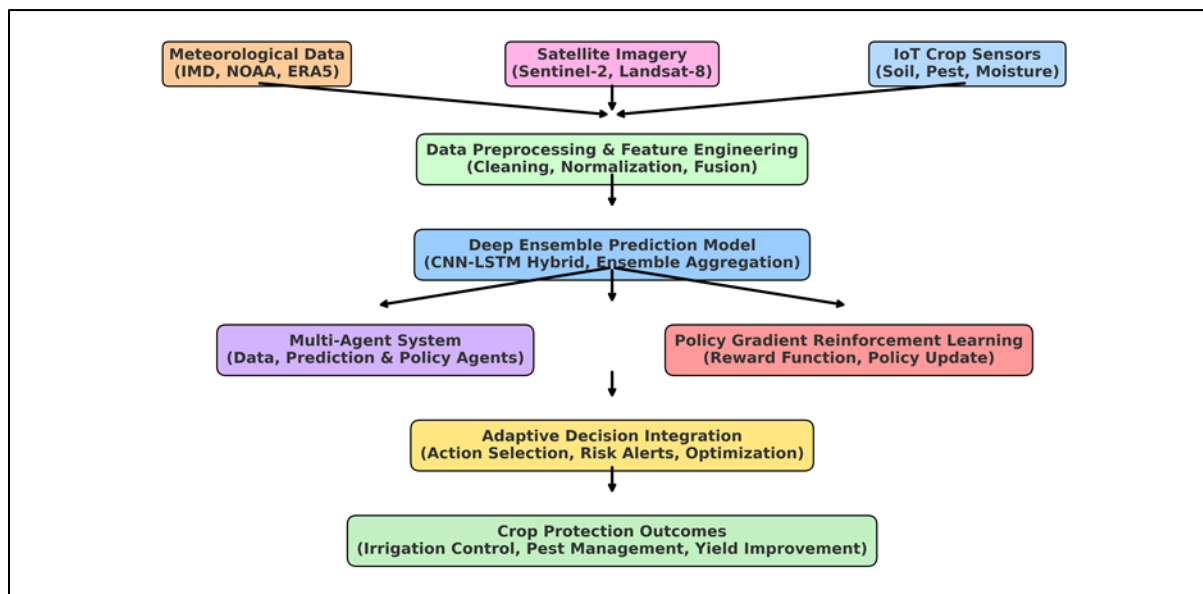 Meteorological Data
(IMD, NOAA, ERA5)
Satellite Imagery
(Sentinel-2, Landsat-8)
IoT Crop Sensors
(Soil, Pest, Moisture)
Data Preprocessing & Feature Engineering
(Cleaning, Normalization, Fusion)
Deep Ensemble Prediction Model
(CNN-LSTM Hybrid, Ensemble Aggregation)
Multi-Agent System
(Data, Prediction & Policy Agents)
Policy Gradient Reinforcement Learning
(Reward Function, Policy Update)
Adaptive Decision Integration
(Action Selection, Risk Alerts, Optimization)
Crop Protection Outcomes
(Irrigation Control, Pest Management, Yield Improvement)